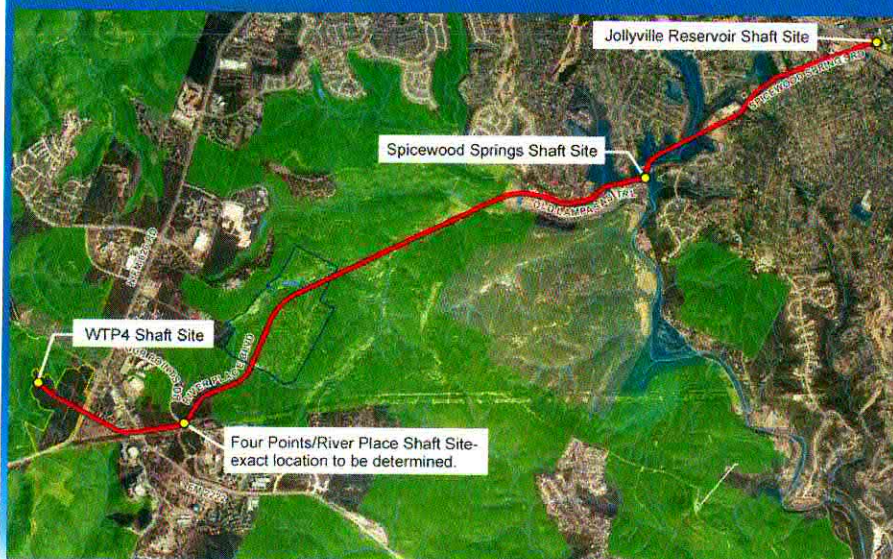 Jollyville Reservoir Shaft Site
SPICEWOOD SPRINGS RD
Spicewood Springs Shaft Site
OLD LAMPASAS TRL
WTP4 Shaft Site
RIVER PLACE BLVD
Four Points/River Place Shaft Site-
exact location to be determined.